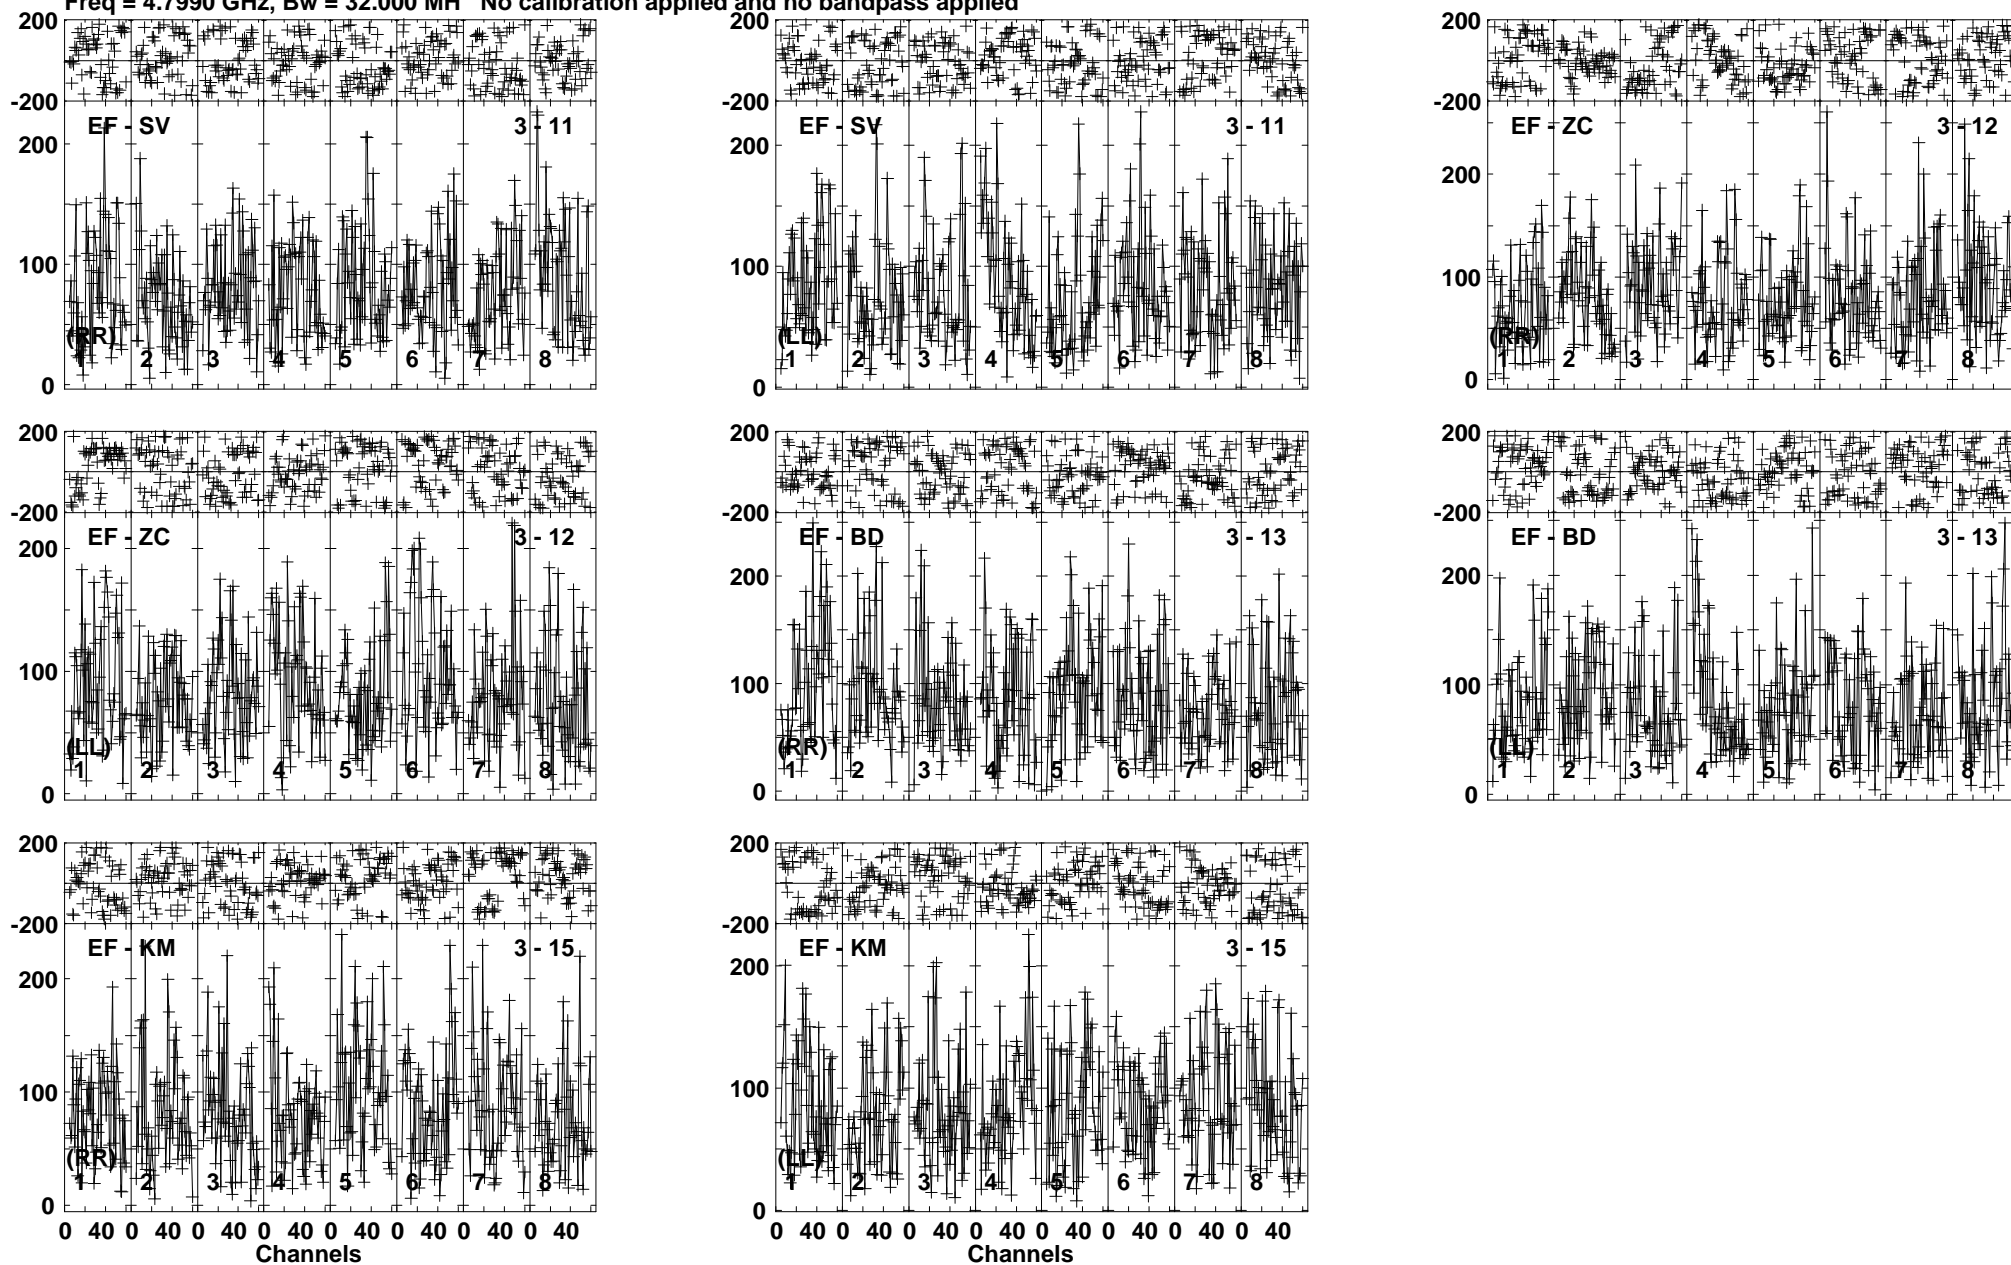 Freq = 4.7990 GHz, Bw = 32.000 MH No calibration applied and no bandpass applied
200 200 200
-200 -200 -200
EF - SV 3 - 11 EF - SV 3 - 11 EF - ZC 3 - 12
200 200 200
100 100 100
(RR) (LL) (RR)
1 2 3 4 5 6 7 8 1 2 3 4 5 6 7 8 1 2 3 4 5 6 7 8
0 0 0
200 200 200
-200 -200 -200
EF - ZC 3 - 12 EF - BD 3 - 13 EF - BD 3 - 13
200 200 200
100 100 100
(LL) (RR) (LL)
1 2 3 4 5 6 7 8 1 2 3 4 5 6 7 8 1 2 3 4 5 6 7 8
0 0 0
200 200
-200 -200
EF - KM 3 - 15 EF - KM 3 - 15
200 200
100 100
(RR) (LL)
1 2 3 4 5 6 7 8 1 2 3 4 5 6 7 8
0 0
0 40 0 40 0 40 0 40 0 40 0 40 0 40 0 40 0 40 0 40 0 40 0 40 0 40 0 40 0 40 0 40
Channels Channels